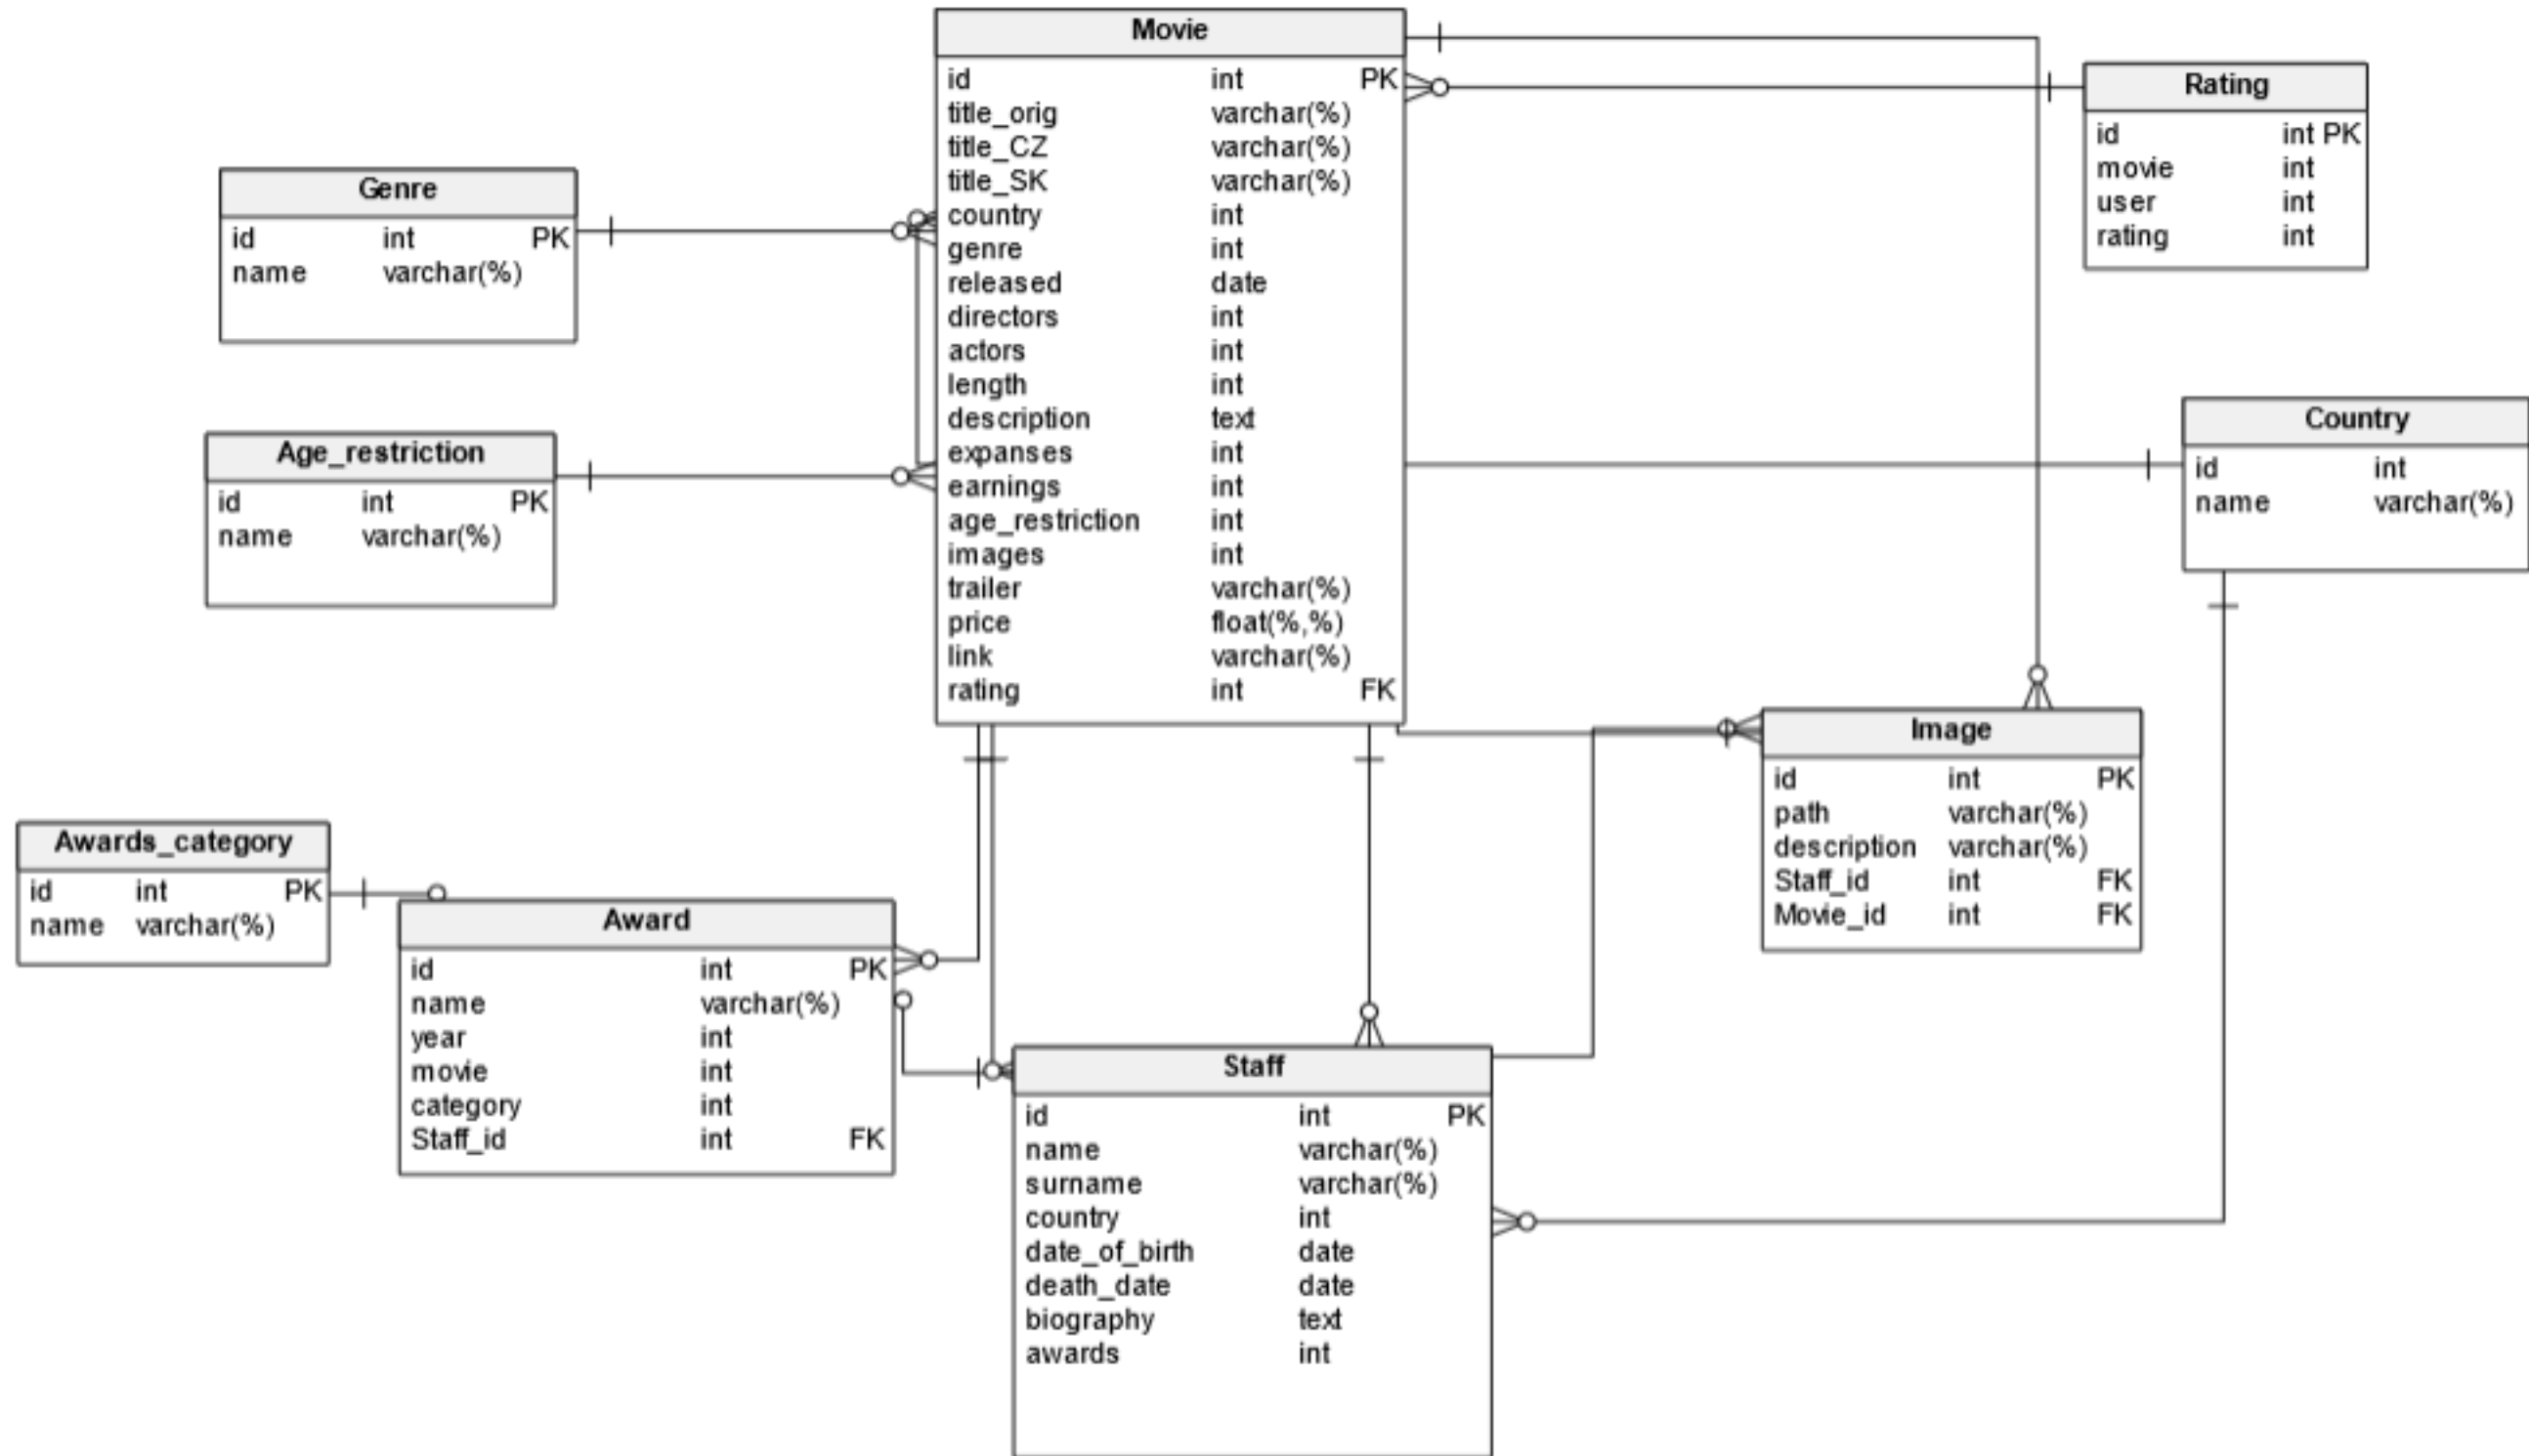 Movie
id int PK
title_orig varchar(%)
title_CZ varchar(%)
title_SK varchar(%)
country int
genre int
released date
directors int
actors int
length int
description text
expanses int
earnings int
age_restriction int
images int
trailer varchar(%)
price float(%,%)
link varchar(%)
rating int FK
Rating
id int PK
movie int
user int
rating int
Genre
id int PK
name varchar(%)
Age_restriction
id int PK
name varchar(%)
Country
id int
name varchar(%)
Image
id int PK
path varchar(%)
description varchar(%)
Staff_id int FK
Movie_id int FK
Awards_category
id int PK
name varchar(%)
Award
id int PK
name varchar(%)
year int
movie int
category int
Staff_id int FK
Staff
id int PK
name varchar(%)
surname varchar(%)
country int
date_of_birth date
death_date date
biography text
awards int